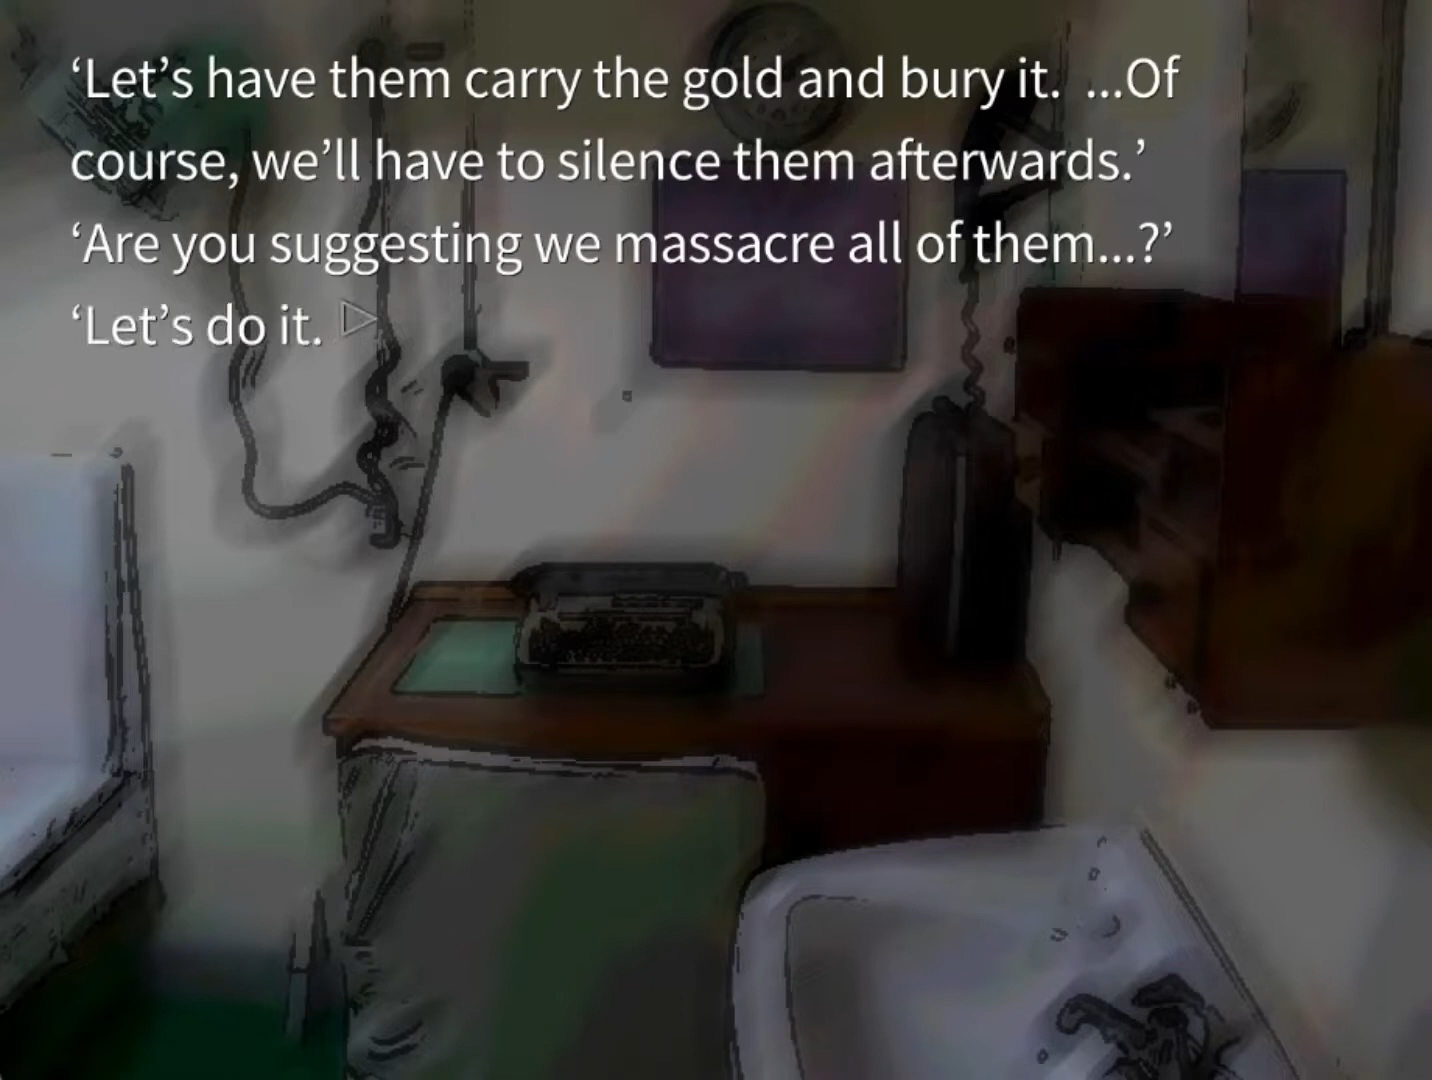 ‘Let’s have them carry the gold and bury it.  ...Of
course, we’ll have to silence them afterwards.’
‘Are you suggesting we massacre all of them...?’
‘Let’s do it.